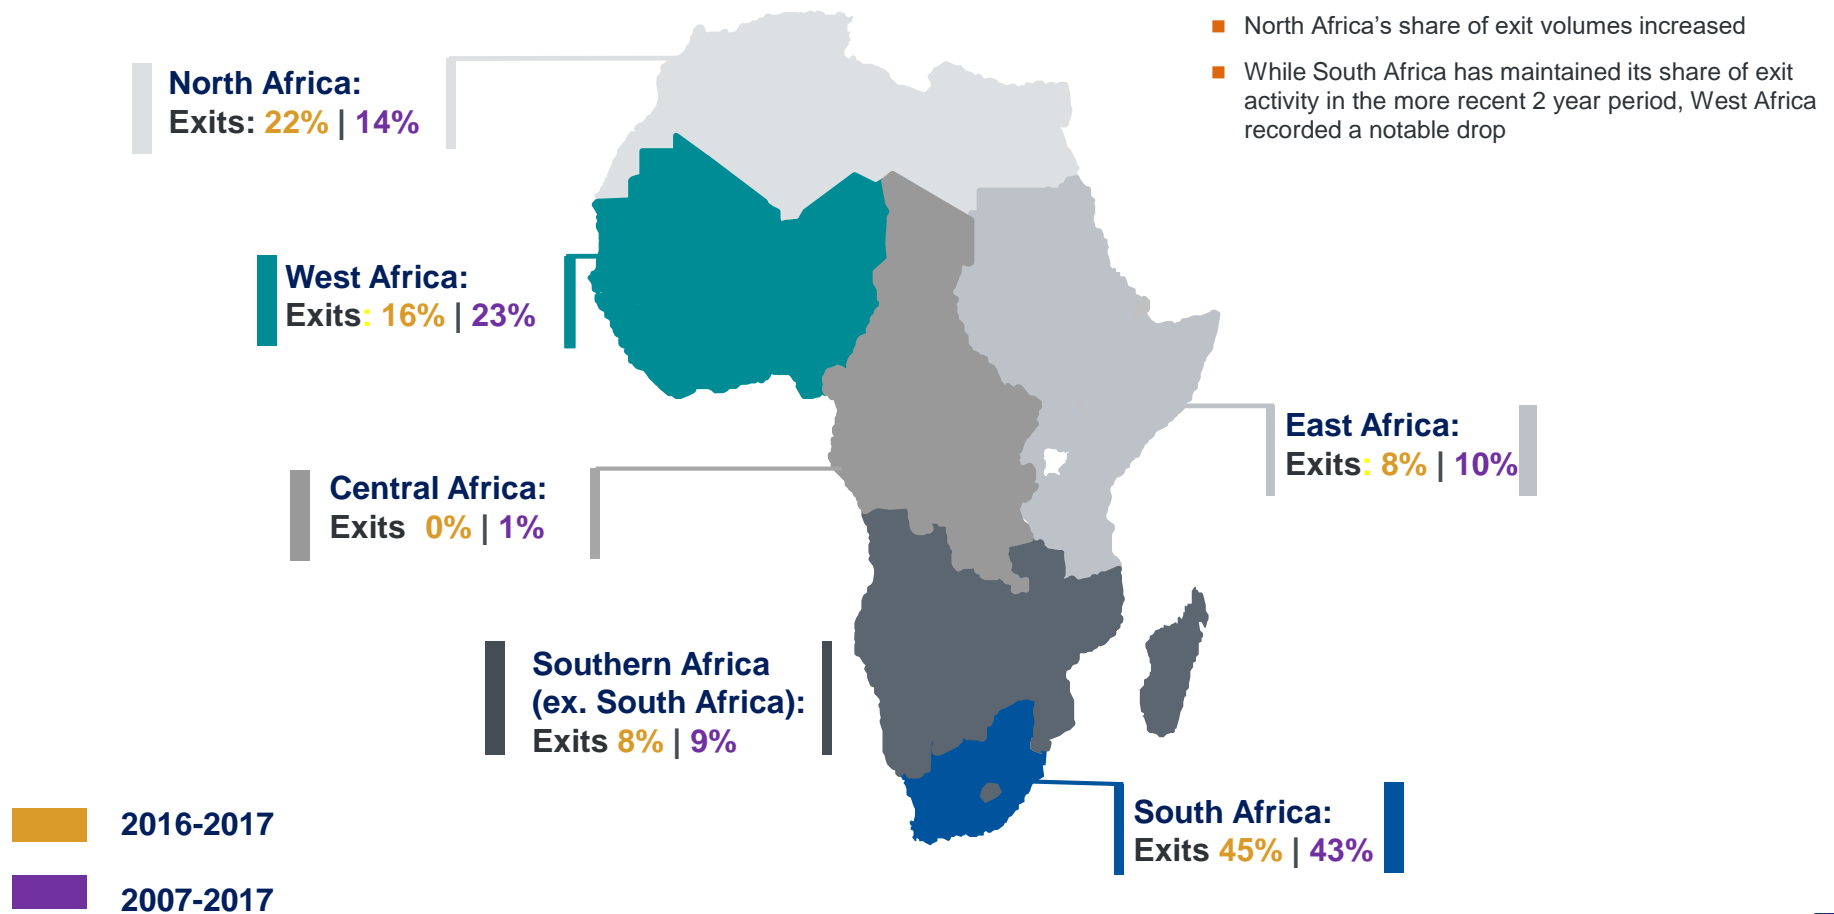 North Africa’s share of exit volumes increased
While South Africa has maintained its share of exit
activity in the more recent 2 year period, West Africa
recorded a notable drop
North Africa:
Exits: 22% | 14%
West Africa:
Exits: 16% | 23%
East Africa:
Exits: 8% | 10%
Central Africa:
Exits 0% | 1%
Southern Africa
(ex. South Africa):
Exits 8% | 9%
South Africa:
Exits 45% | 43%
2016-2017
2007-2017